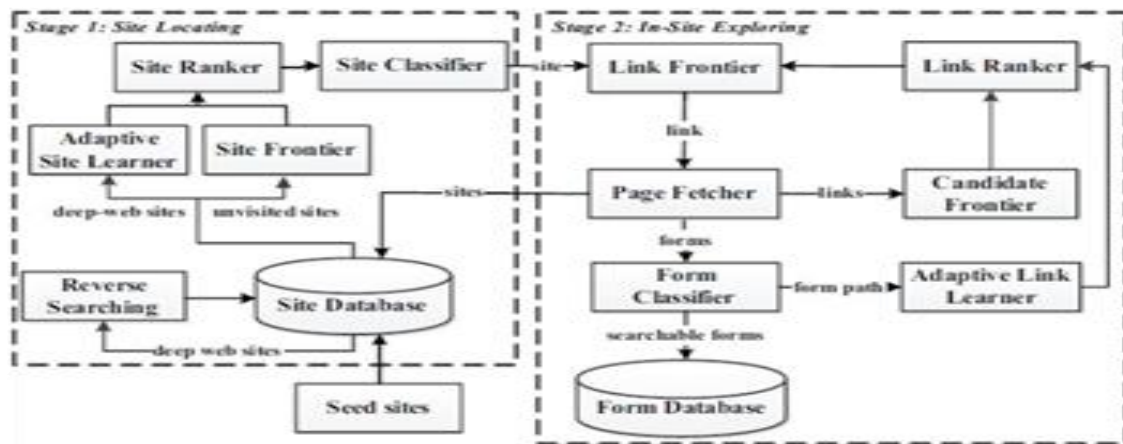 Stage 1: Site Locating
Site Ranker
Site Classifier
Adaptive
Site Learner
Site Frontier
deep-web sites
unvisited sites
Reverse
Searching
Site Database
deep web sites
Seed sites
site
sites
Stage 2: In-Site Exploring
Link Frontier
Link Ranker
link
Page Fetcher
links
Candidate
Frontier
forms
Form
Classifier
form path
Adaptive Link
Learner
searchable forms
Form Database